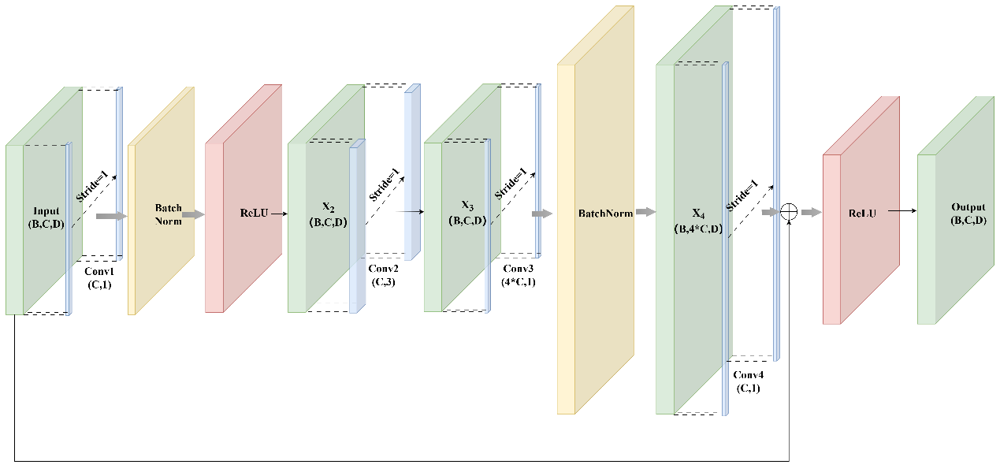 Input
(B,C,D)
Stride=1
Conv1
(C,1)
Batch
Norm
ReLU
X2
(B,C,D)
Stride=1
Conv2
(C,3)
X3
(B,C,D)
Stride=1
Conv3
(4*C,1)
BatchNorm
X4
(B,4*C,D)
Stride=1
Conv4
(C,1)
ReLU
Output
(B,C,D)